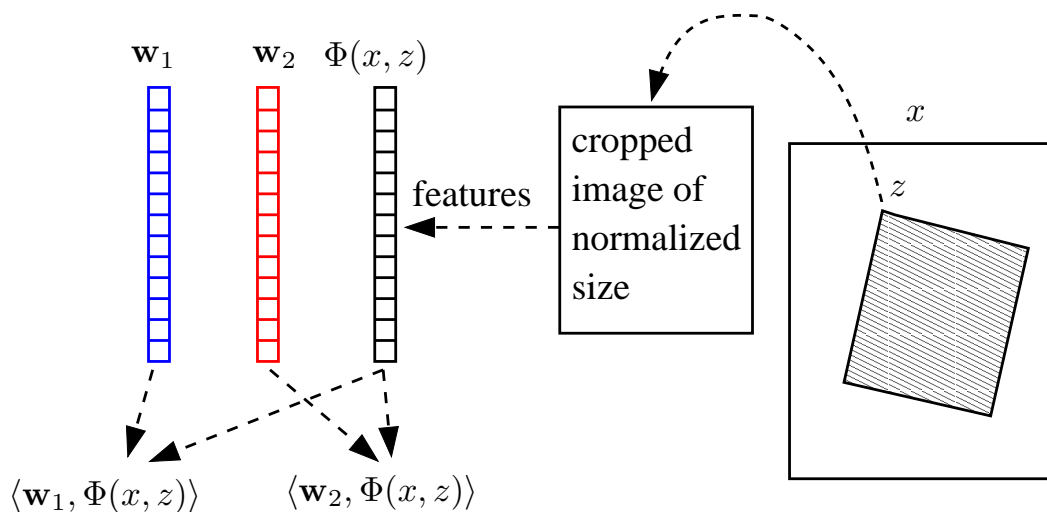 w₁
w₂
Φ(x, z)
features
cropped
image of
normalized
size
x
z
⟨w₁, Φ(x, z)⟩
⟨w₂, Φ(x, z)⟩